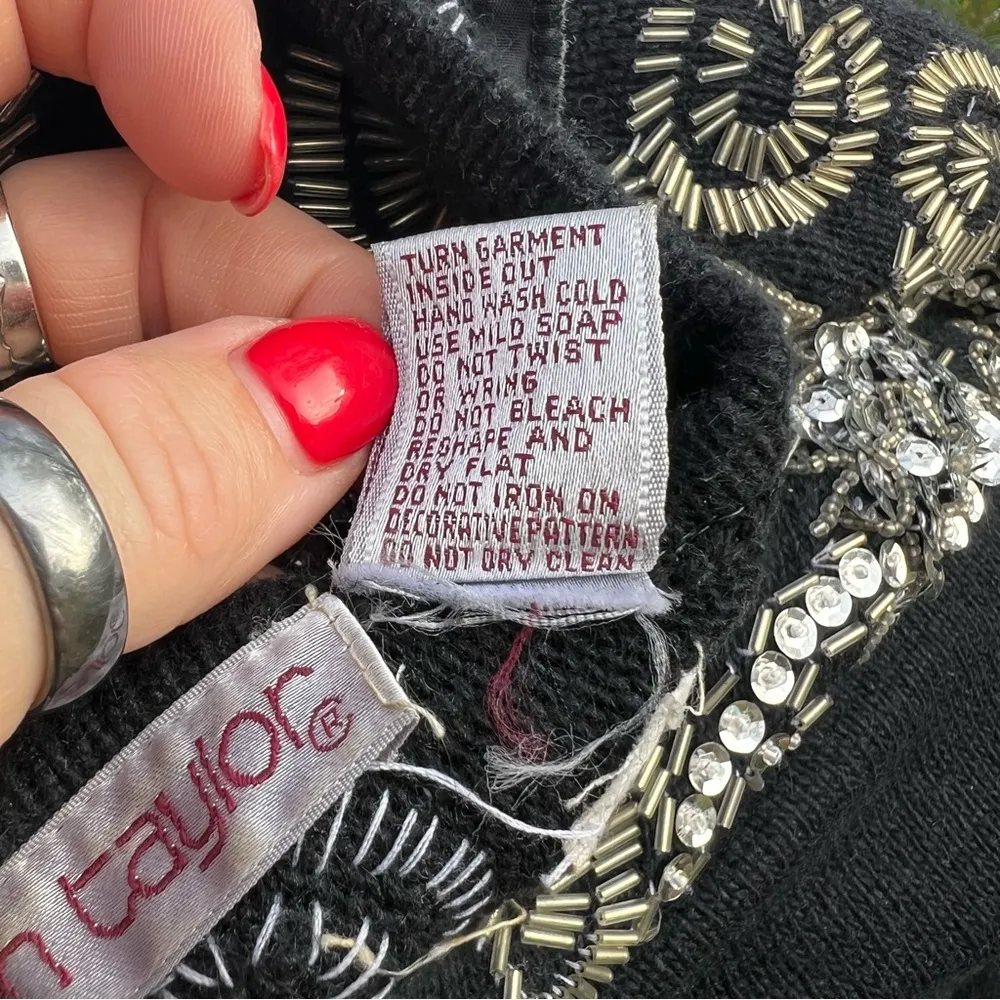 TURN GARMENT
INSIDE OUT
HAND WASH COLD
USE MILD SOAP
DO NOT TWIST
OR WRING
DO NOT BLEACH
RESHAPE AND
DRY FLAT
DO NOT IRON ON
DECORATIVE PATTERN
DO NOT DRY CLEAN
n taylor®